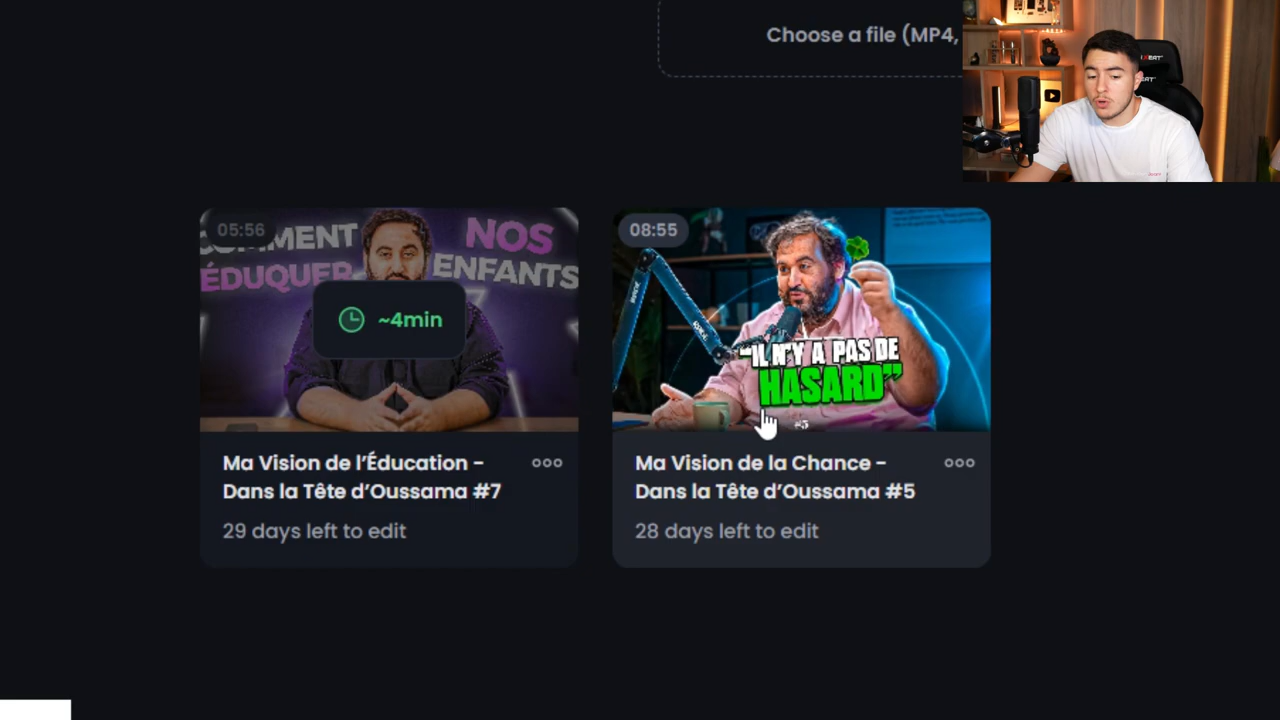 Choose a file (MP4,
05:56
COMMENT
NOS
ÉDUQUER
ENFANTS
~4min
Ma Vision de l'Éducation -
Dans la Tête d'Oussama #7
29 days left to edit
08:55
"IL N'Y A PAS DE
HASARD"
#5
Ma Vision de la Chance -
Dans la Tête d'Oussama #5
28 days left to edit